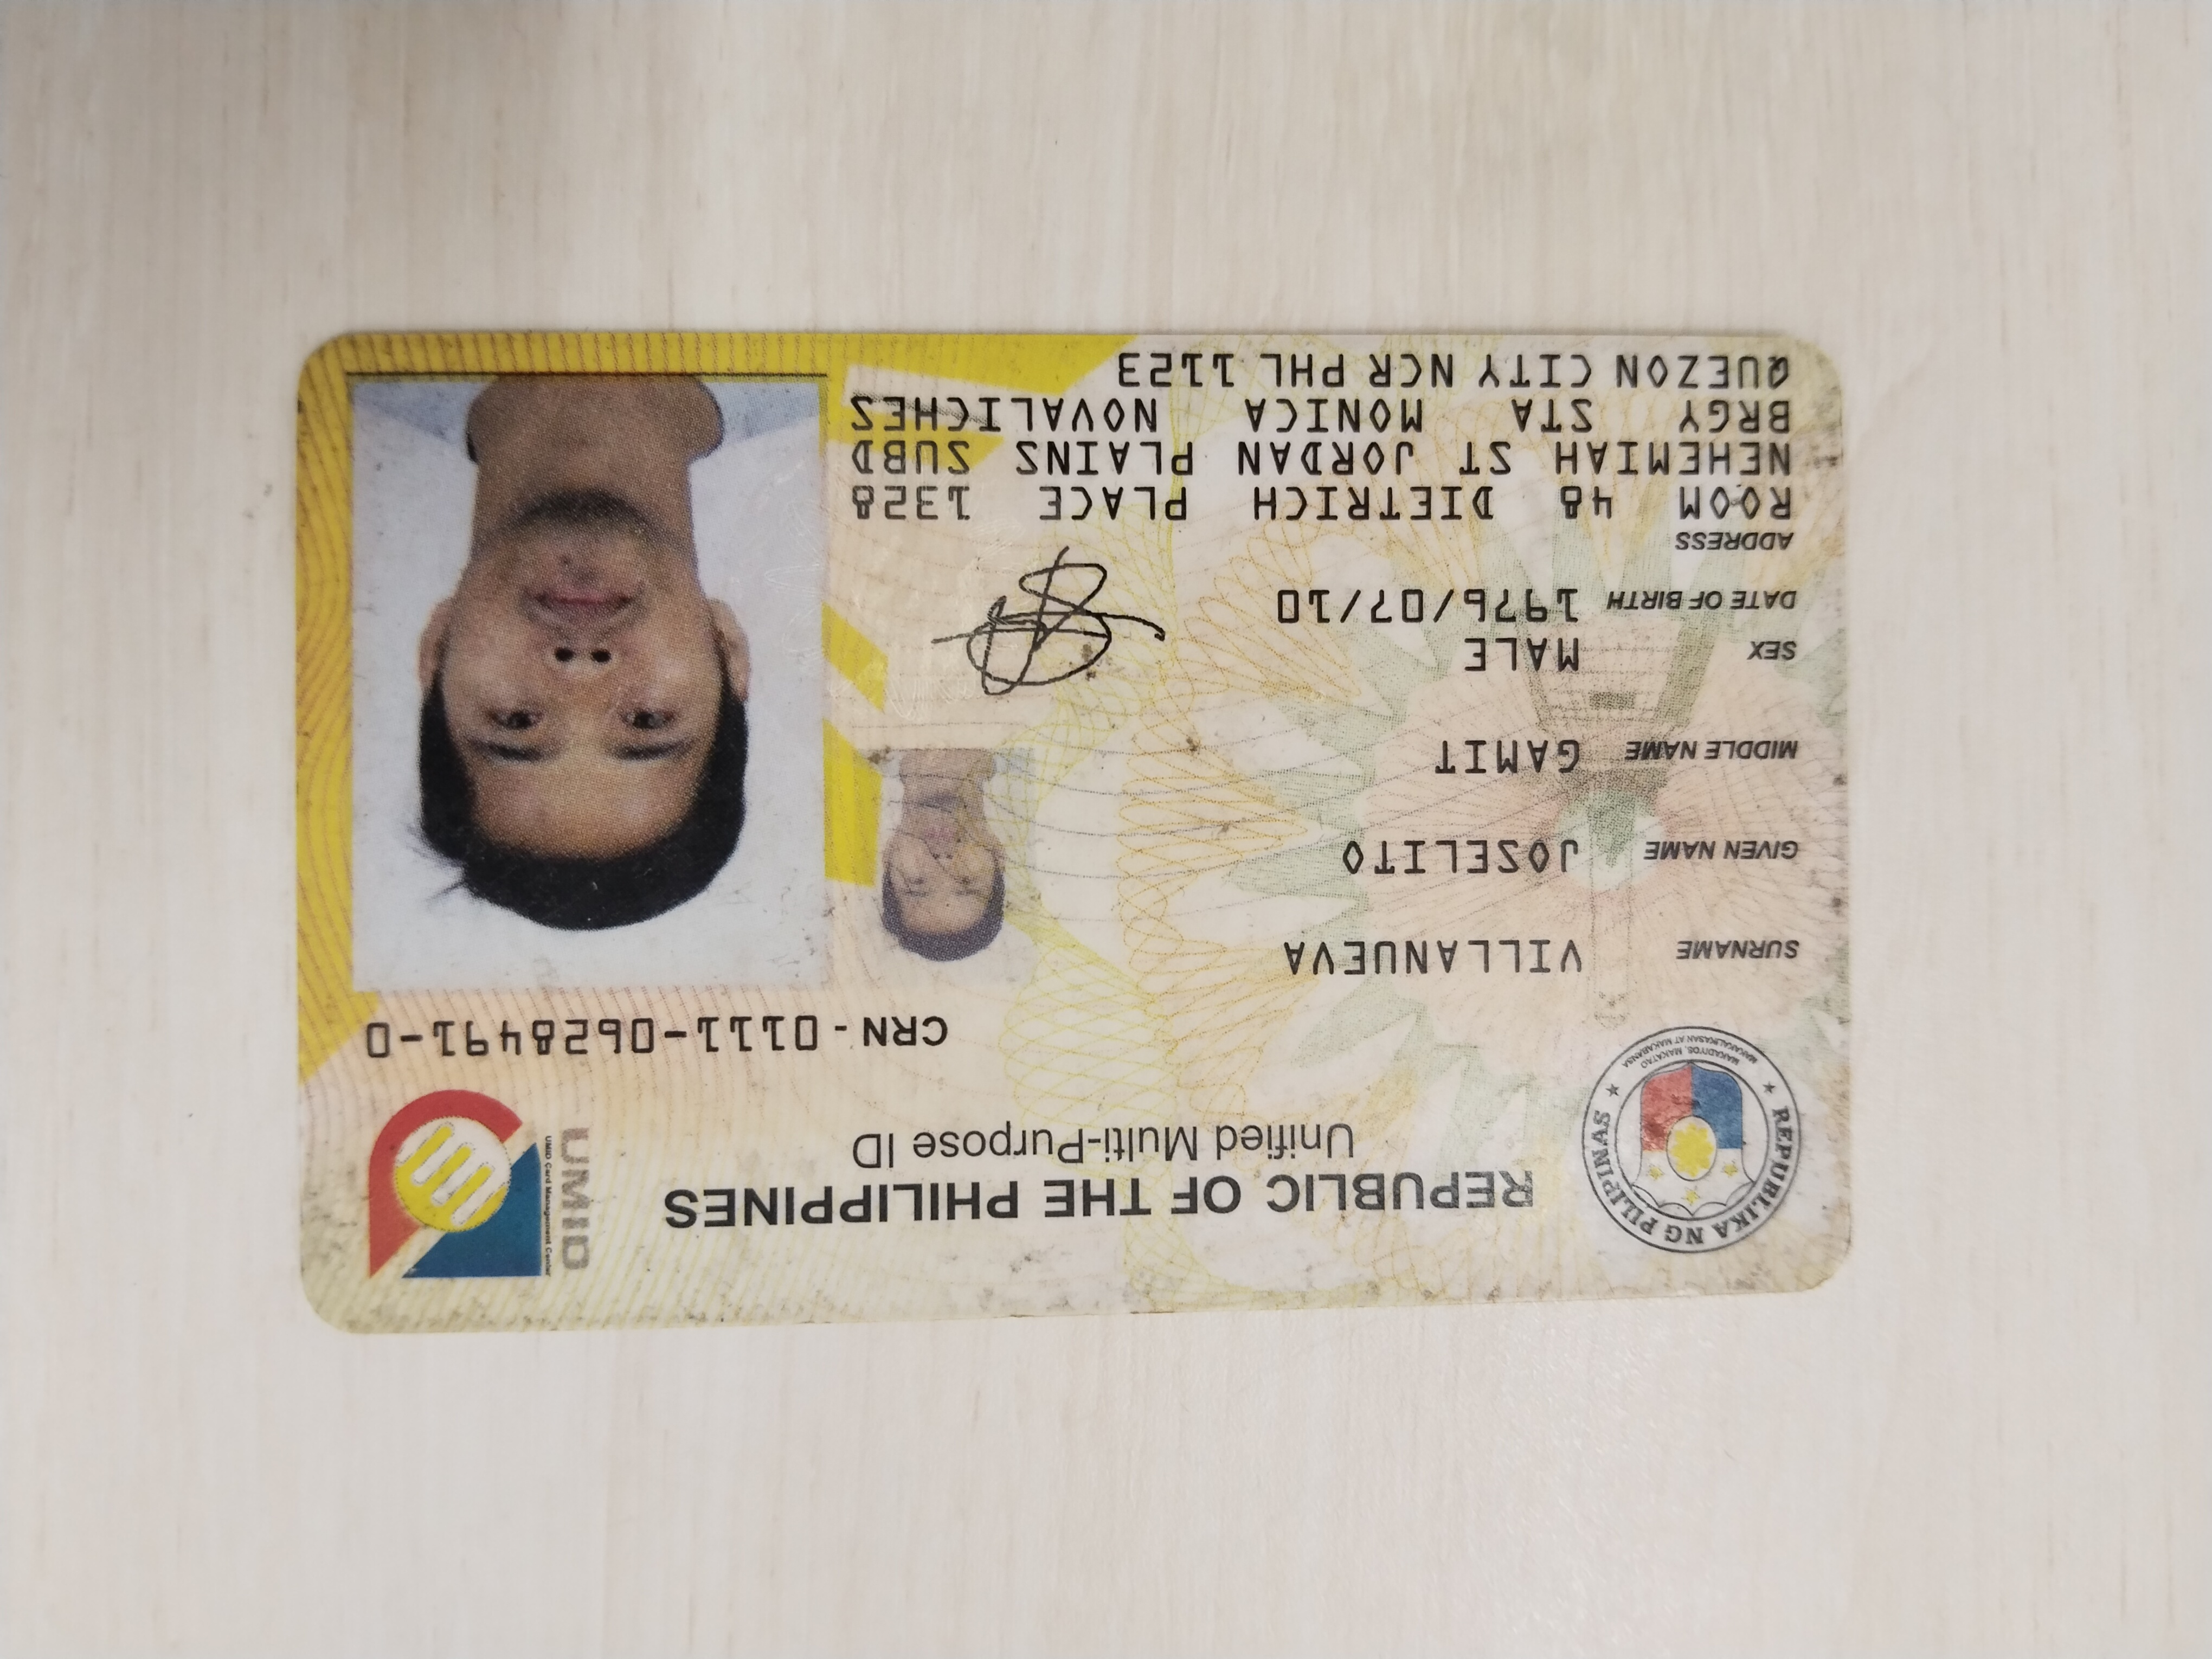 REPUBLIKA NG PILIPINAS
MAKADIYOS, MAKATAO
MAKAKALIKASAN AT MAKABANSA
REPUBLIC OF THE PHILIPPINES
Unified Multi-Purpose ID
UMID
UMID Card Management Center
CRN - 0111-0628491-0
SURNAME VILLANUEVA
GIVEN NAME JOSELITO
MIDDLE NAME GAMIT
SEX MALE
DATE OF BIRTH 1976/07/10
ADDRESS
ROOM 48 DIETRICH PLACE 1328
NEHEMIAH ST JORDAN PLAINS SUBD
BRGY STA MONICA NOVALICHES
QUEZON CITY NCR PHL 1123